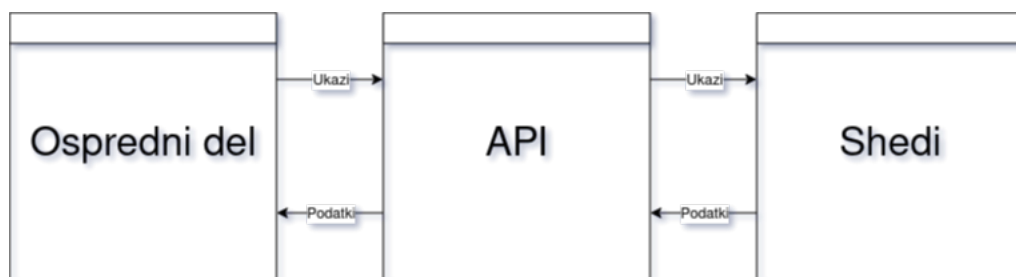 Ukazi
Ukazi
Ospredni del
API
Shedi
Podatki
Podatki